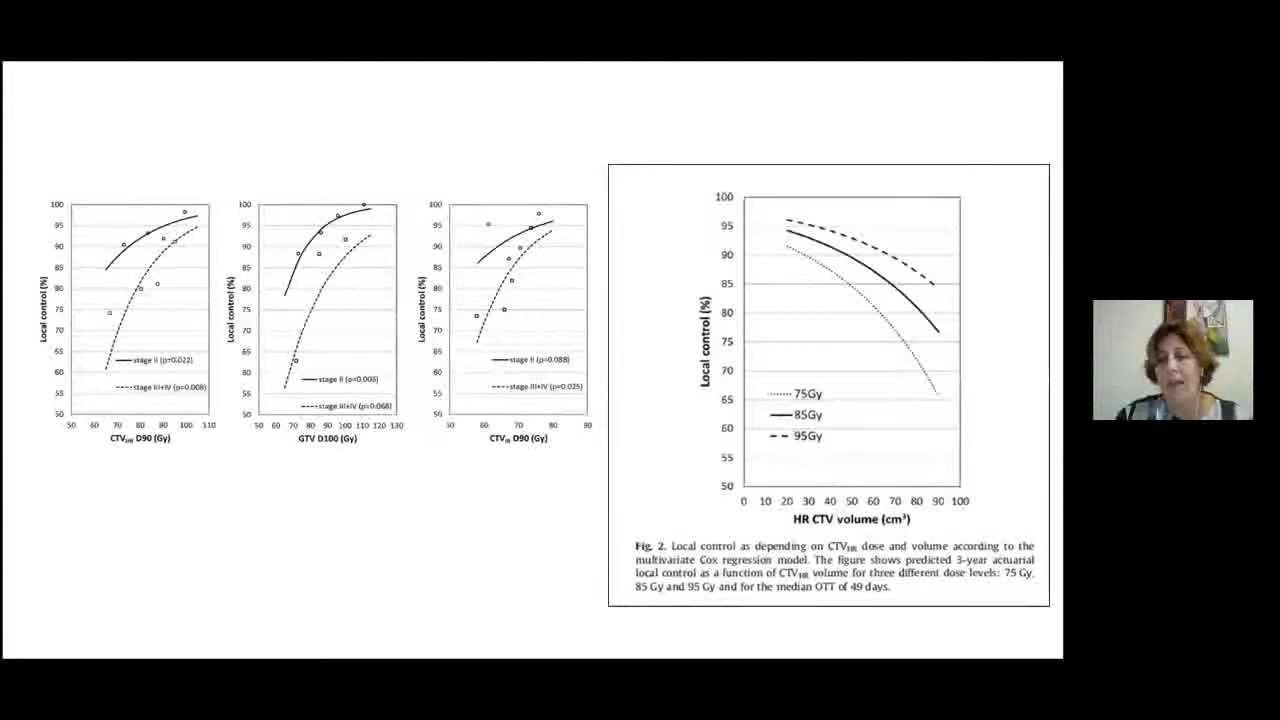 100
95
90
85
80
75
70
65
60
55
50
Local control (%)
stage II (p=0.022)
stage III+IV (p=0.008)
50 60 70 80 90 100 110
CTVHR D90 (Gy)
100
95
90
85
80
75
70
65
60
55
50
Local control (%)
stage II (p=0.006)
stage III+IV (p=0.068)
50 60 70 80 90 100 110 120 130
GTV D100 (Gy)
100
95
90
85
80
75
70
65
60
55
50
Local control (%)
stage II (p=0.088)
stage III+IV (p=0.025)
50 60 70 80 90
CTVIR D90 (Gy)
100
95
90
85
80
75
70
65
60
55
50
Local control (%)
75Gy
85Gy
95Gy
0 10 20 30 40 50 60 70 80 90 100
HR CTV volume (cm³)
Fig. 2. Local control as depending on CTVHR dose and volume according to the
multivariate Cox regression model. The figure shows predicted 3-year actuarial
local control as a function of CTVHR volume for three different dose levels: 75 Gy,
85 Gy and 95 Gy and for the median OTT of 49 days.